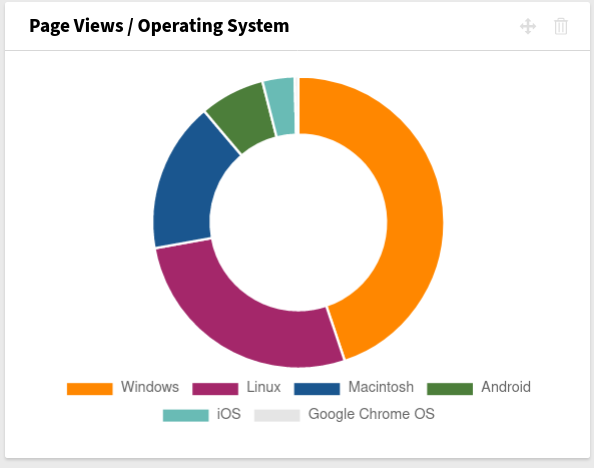 Page Views / Operating System
Windows Linux Macintosh Android
iOS Google Chrome OS